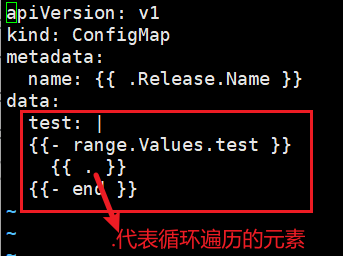 apiVersion: v1
kind: ConfigMap
metadata:
  name: {{ .Release.Name }}
data:
  test: |
  {{- range.Values.test }}
    {{ . }}
  {{- end }}
~
~
~
.代表循环遍历的元素